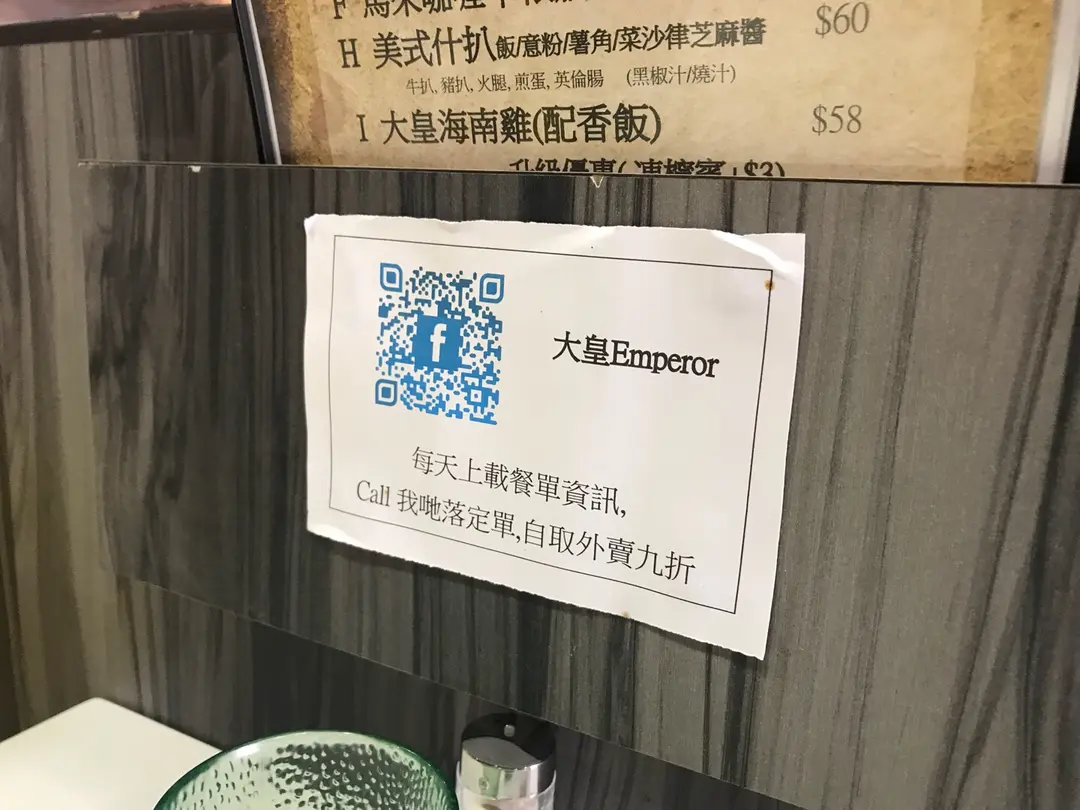 H 美式什扒飯/意粉/薯角/菜沙律芝麻醬 $60
牛扒, 豬扒, 火腿, 煎蛋, 英倫腸 (黑椒汁/燒汁)
I 大皇海南雞(配香飯) $58
f
大皇Emperor
每天上載餐單資訊,
Call 我哋落定單,自取外賣九折